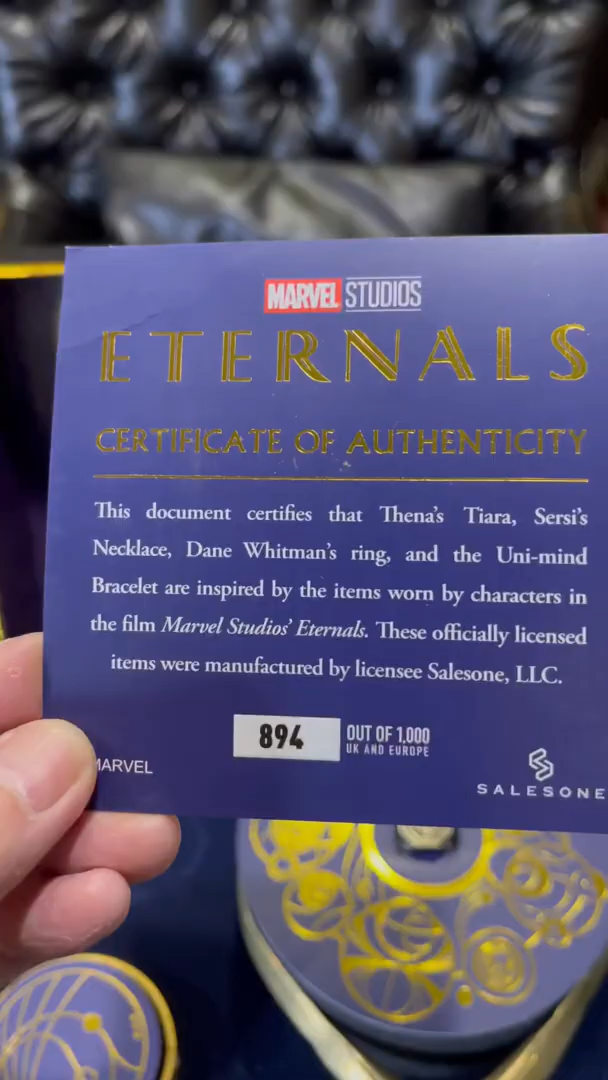 MARVEL STUDIOS
ETERNALS
CERTIFICATE OF AUTHENTICITY
This document certifies that Thena's Tiara, Sersi's
Necklace, Dane Whitman's ring, and the Uni-mind
Bracelet are inspired by the items worn by characters in
the film Marvel Studios' Eternals. These officially licensed
items were manufactured by licensee Salesone, LLC.
894 OUT OF 1,000
UK AND EUROPE
MARVEL
SALESONE